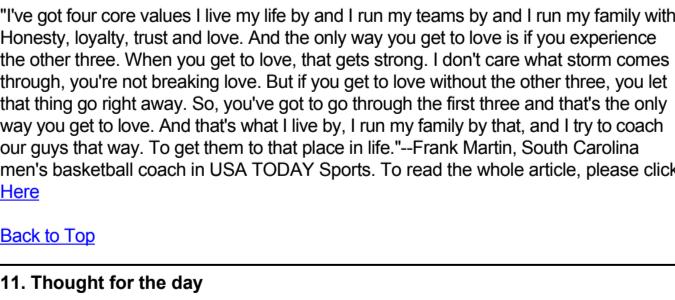 "I've got four core values I live my life by and I run my teams by and I run my family with
Honesty, loyalty, trust and love. And the only way you get to love is if you experience
the other three. When you get to love, that gets strong. I don't care what storm comes
through, you're not breaking love. But if you get to love without the other three, you let
that thing go right away. So, you've got to go through the first three and that's the only
way you get to love. And that's what I live by, I run my family by that, and I try to coach
our guys that way. To get them to that place in life."--Frank Martin, South Carolina
men's basketball coach in USA TODAY Sports. To read the whole article, please click
Here
Back to Top
11. Thought for the day